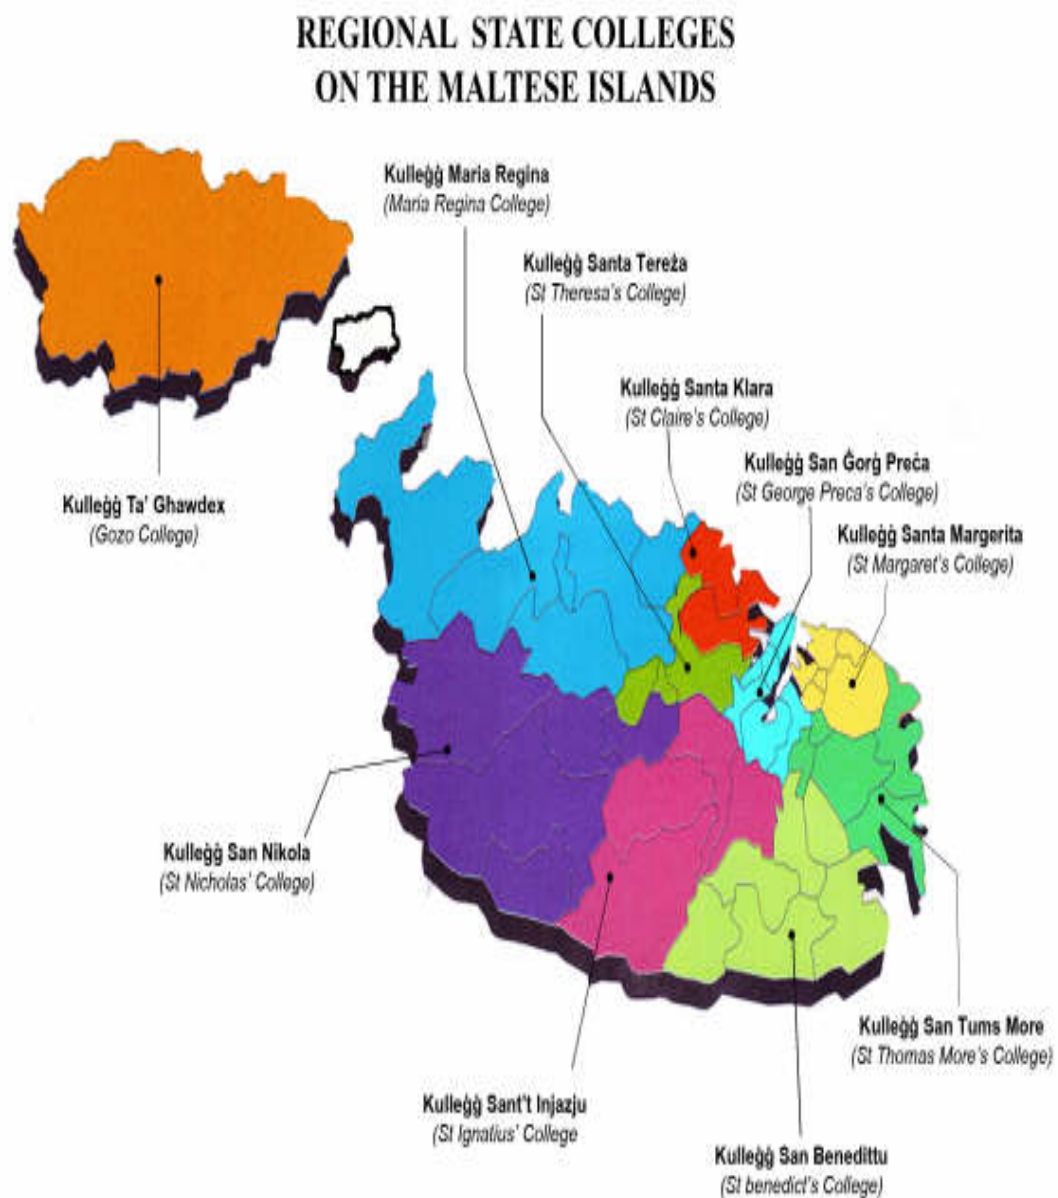 REGIONAL STATE COLLEGES
ON THE MALTESE ISLANDS
Kulleġġ Maria Regina
(Maria Regina College)
Kulleġġ Santa Tereża
(St Theresa's College)
Kulleġġ Santa Klara
(St Claire's College)
Kulleġġ San Ġorġ Preċa
(St George Preca's College)
Kulleġġ Santa Margerita
(St Margaret's College)
Kulleġġ Ta' Ghawdex
(Gozo College)
Kulleġġ San Nikola
(St Nicholas' College)
Kulleġġ San Tums More
(St Thomas More's College)
Kulleġġ Sant't Injazju
(St Ignatius' College
Kulleġġ San Benedittu
(St benedict's College)